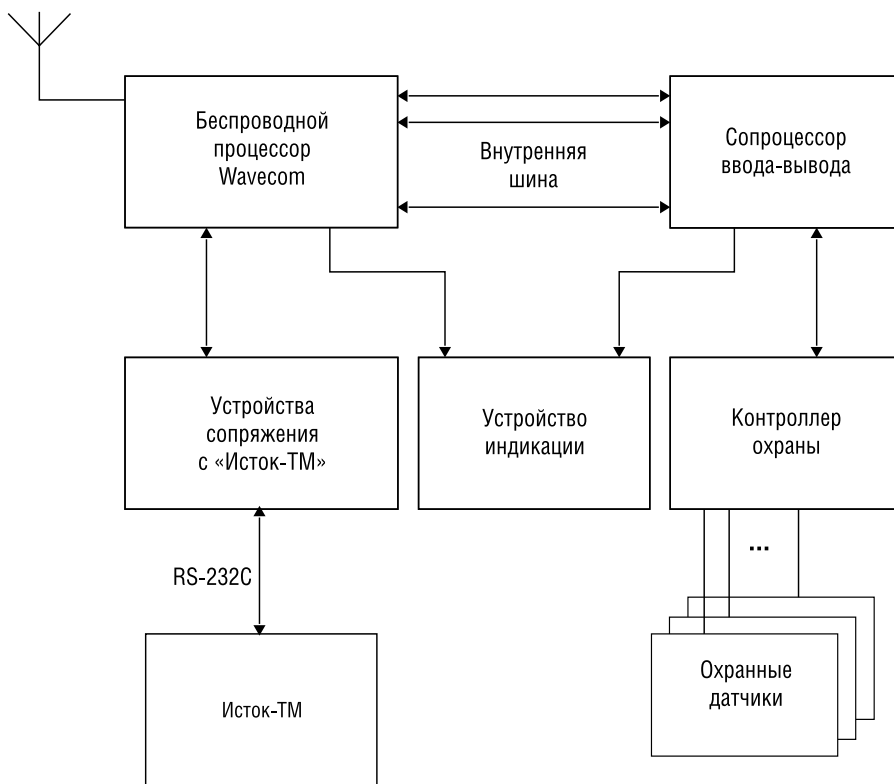 Беспроводной
процессор
Wavecom
Внутренняя
шина
Сопроцессор
ввода-вывода
Устройства
сопряжения
с «Исток-ТМ»
Устройство
индикации
Контроллер
охраны
...
RS-232C
Исток-ТМ
Охранные
датчики